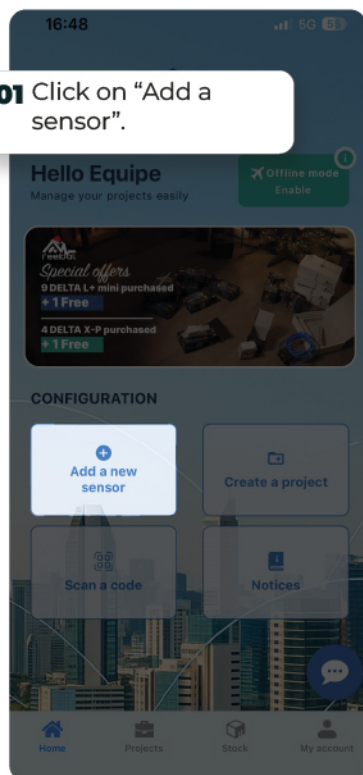 16:48
5G 58
01 Click on “Add a
sensor”.
Hello Equipe
Manage your projects easily
Offline mode
Enable
i
Special offers
9 DELTA L+ mini purchased
+ 1 Free
4 DELTA X-P purchased
+ 1 Free
CONFIGURATION
Add a new
sensor
Create a project
Scan a code
Notices
Home
Projects
Stock
My account